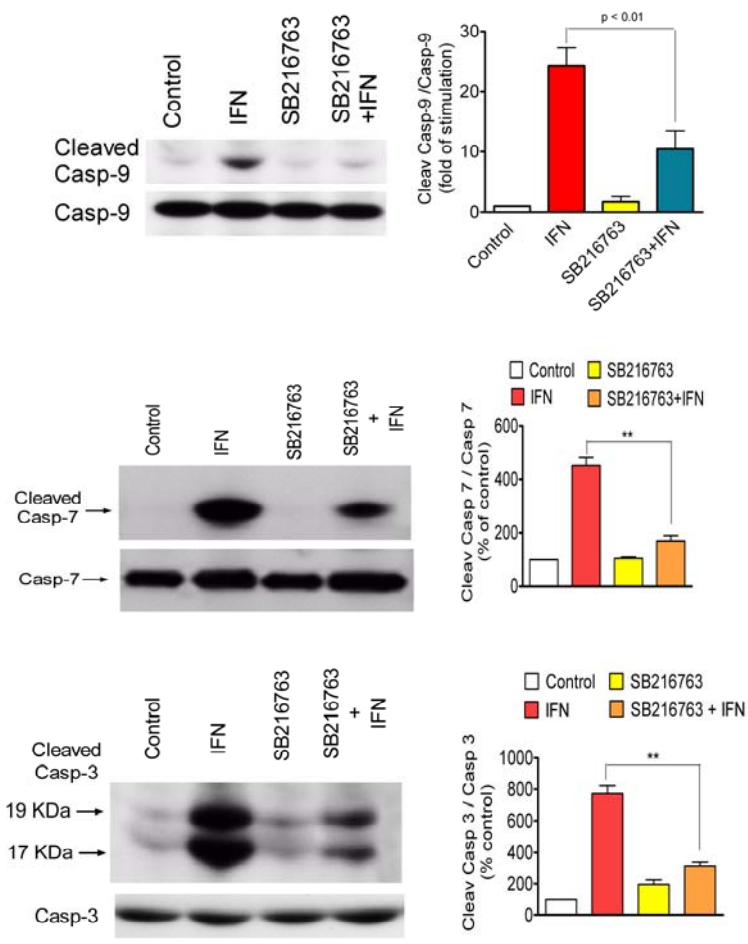 Control
IFN
SB216763
SB216763
+IFN
Cleaved
Casp-9
Casp-9
p < 0.01
Cleav Casp-9 /Casp-9
(fold of stimulation)
30
20
10
0
Control
IFN
SB216763
SB216763+IFN
Control
IFN
SB216763
SB216763
+
IFN
Cleaved
Casp-7
Casp-7
Control SB216763
IFN SB216763+IFN
**
Cleav Casp 7 / Casp 7
(% of control)
600
400
200
0
Control
IFN
SB216763
SB216763
+
IFN
Cleaved
Casp-3
19 KDa
17 KDa
Casp-3
Control SB216763
IFN SB216763 + IFN
**
Cleav Casp 3 / Casp 3
(% control)
1000
800
600
400
200
0